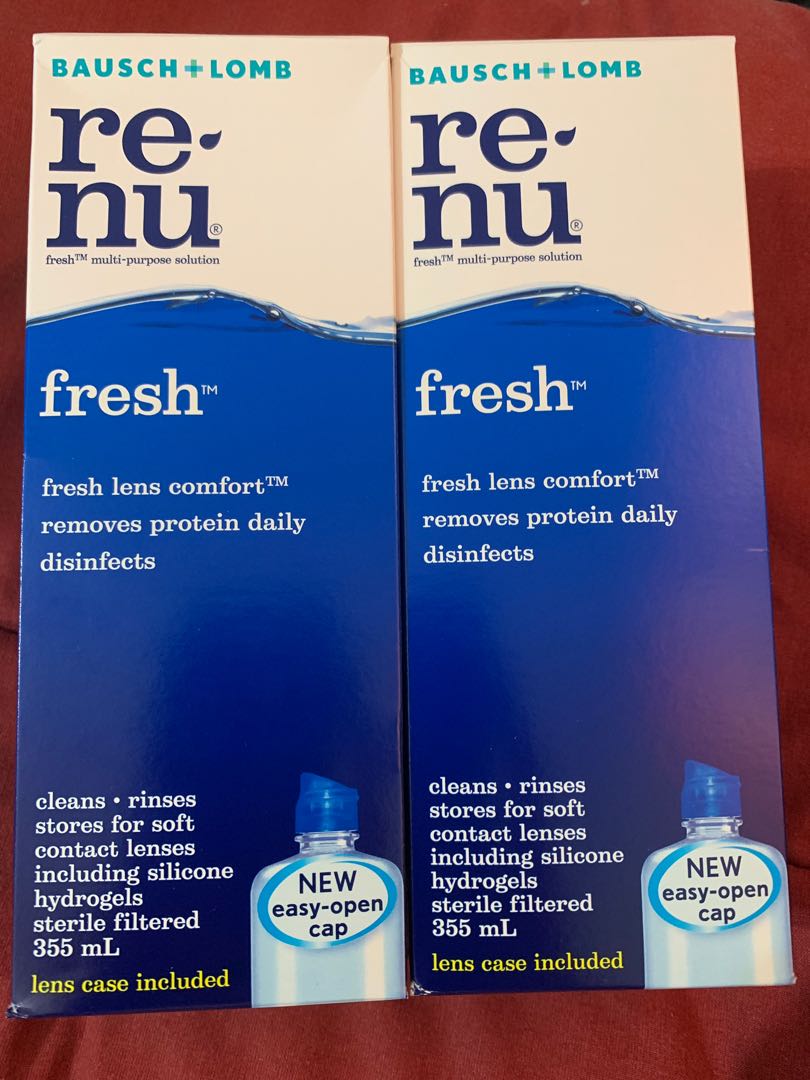 BAUSCH+LOMB
re
nu®
fresh™ multi-purpose solution
fresh™
fresh lens comfort™
removes protein daily
disinfects
cleans • rinses
stores for soft
contact lenses
including silicone
hydrogels
sterile filtered
355 mL
lens case included
NEW
easy-open
cap
BAUSCH+LOMB
re
nu®
fresh™ multi-purpose solution
fresh™
fresh lens comfort™
removes protein daily
disinfects
cleans • rinses
stores for soft
contact lenses
including silicone
hydrogels
sterile filtered
355 mL
lens case included
NEW
easy-open
cap